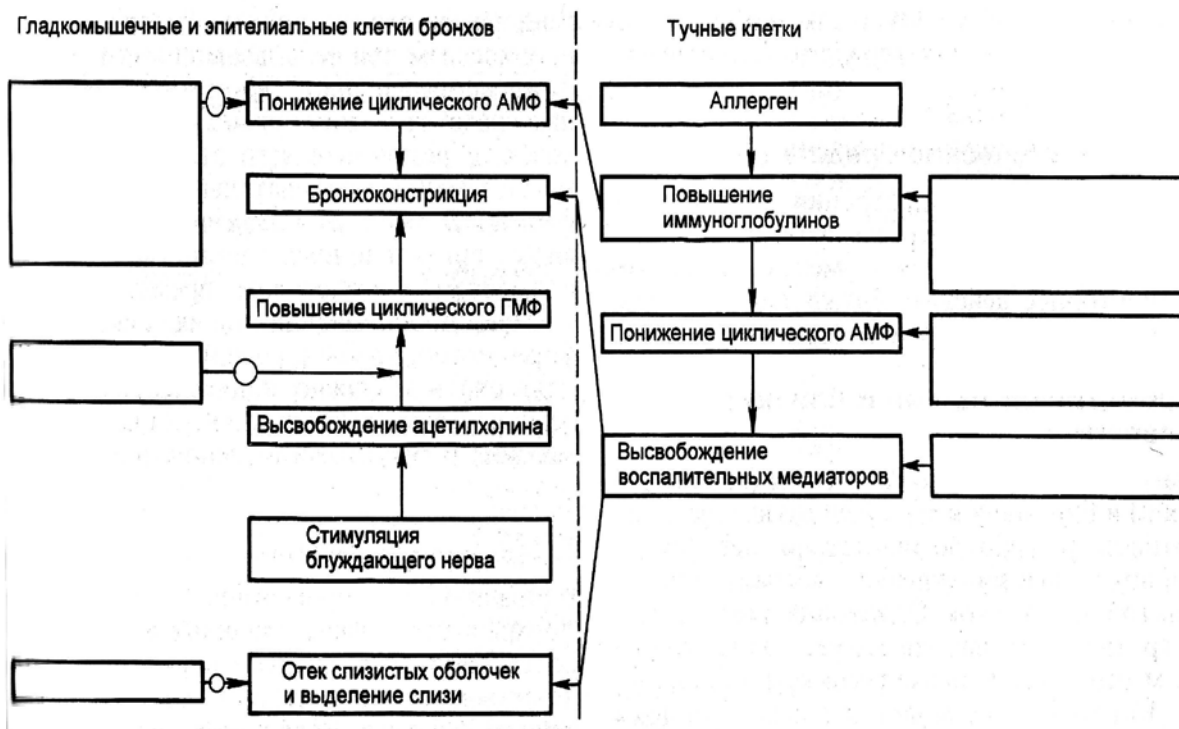 Гладкомышечные и эпителиальные клетки бронхов
Тучные клетки
Понижение циклического АМФ
Аллерген
Бронхоконстрикция
Повышение
иммуноглобулинов
Повышение циклического ГМФ
Понижение циклического АМФ
Высвобождение ацетилхолина
Высвобождение
воспалительных медиаторов
Стимуляция
блуждающего нерва
Отек слизистых оболочек
и выделение слизи